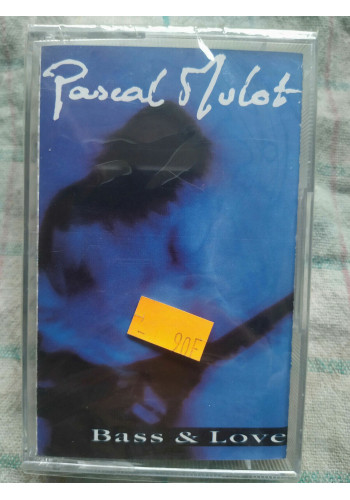 Pascal Mulot
90F
Bass & Love